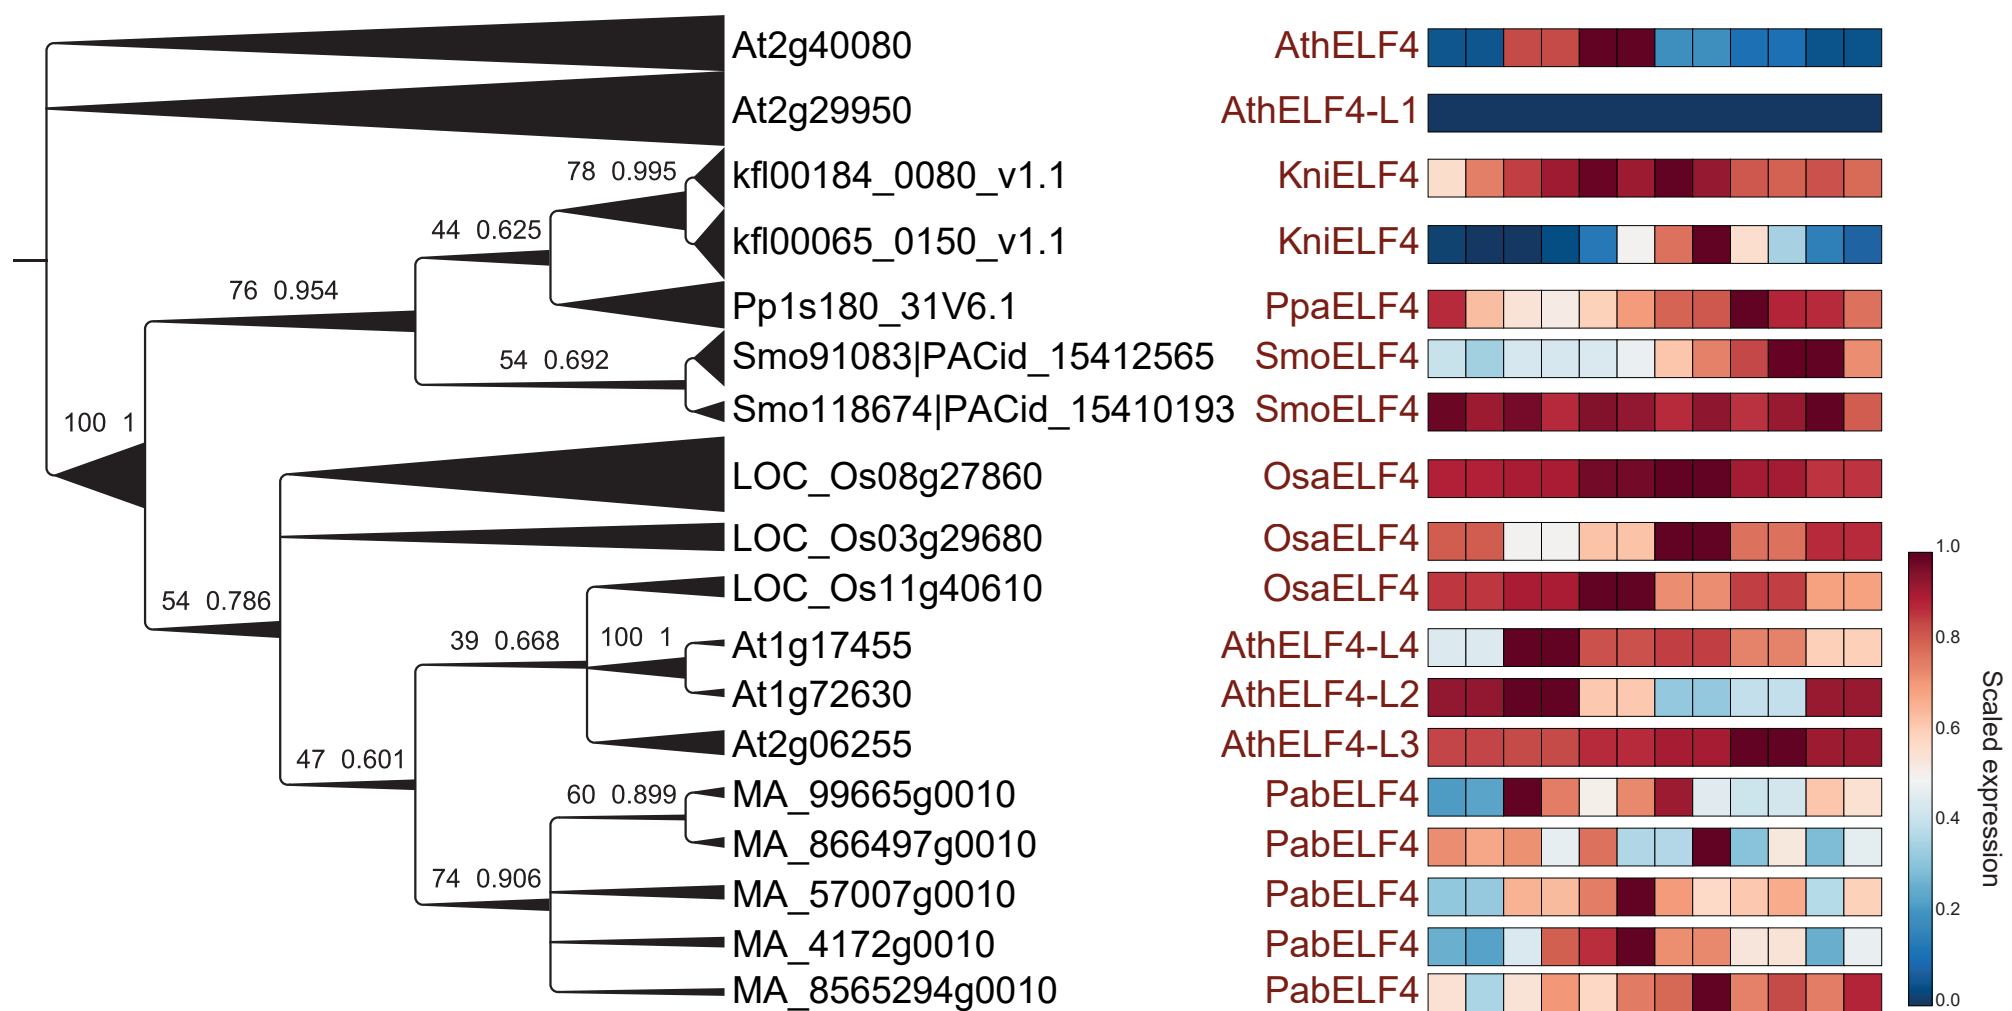 At2g40080 AthELF4
At2g29950 AthELF4-L1
78 0.995
kfl00184_0080_v1.1 KniELF4
44 0.625
kfl00065_0150_v1.1 KniELF4
76 0.954
Pp1s180_31V6.1 PpaELF4
54 0.692
Smo91083|PACid_15412565 SmoELF4
Smo118674|PACid_15410193 SmoELF4
100 1
LOC_Os08g27860 OsaELF4
LOC_Os03g29680 OsaELF4
1.0
LOC_Os11g40610 OsaELF4
54 0.786
39 0.668
100 1
At1g17455 AthELF4-L4
0.8
At1g72630 AthELF4-L2
0.6
At2g06255 AthELF4-L3
47 0.601
60 0.899
MA_99665g0010 PabELF4
0.4
MA_866497g0010 PabELF4
Scaled expression
74 0.906
MA_57007g0010 PabELF4
0.2
MA_4172g0010 PabELF4
MA_8565294g0010 PabELF4
0.0